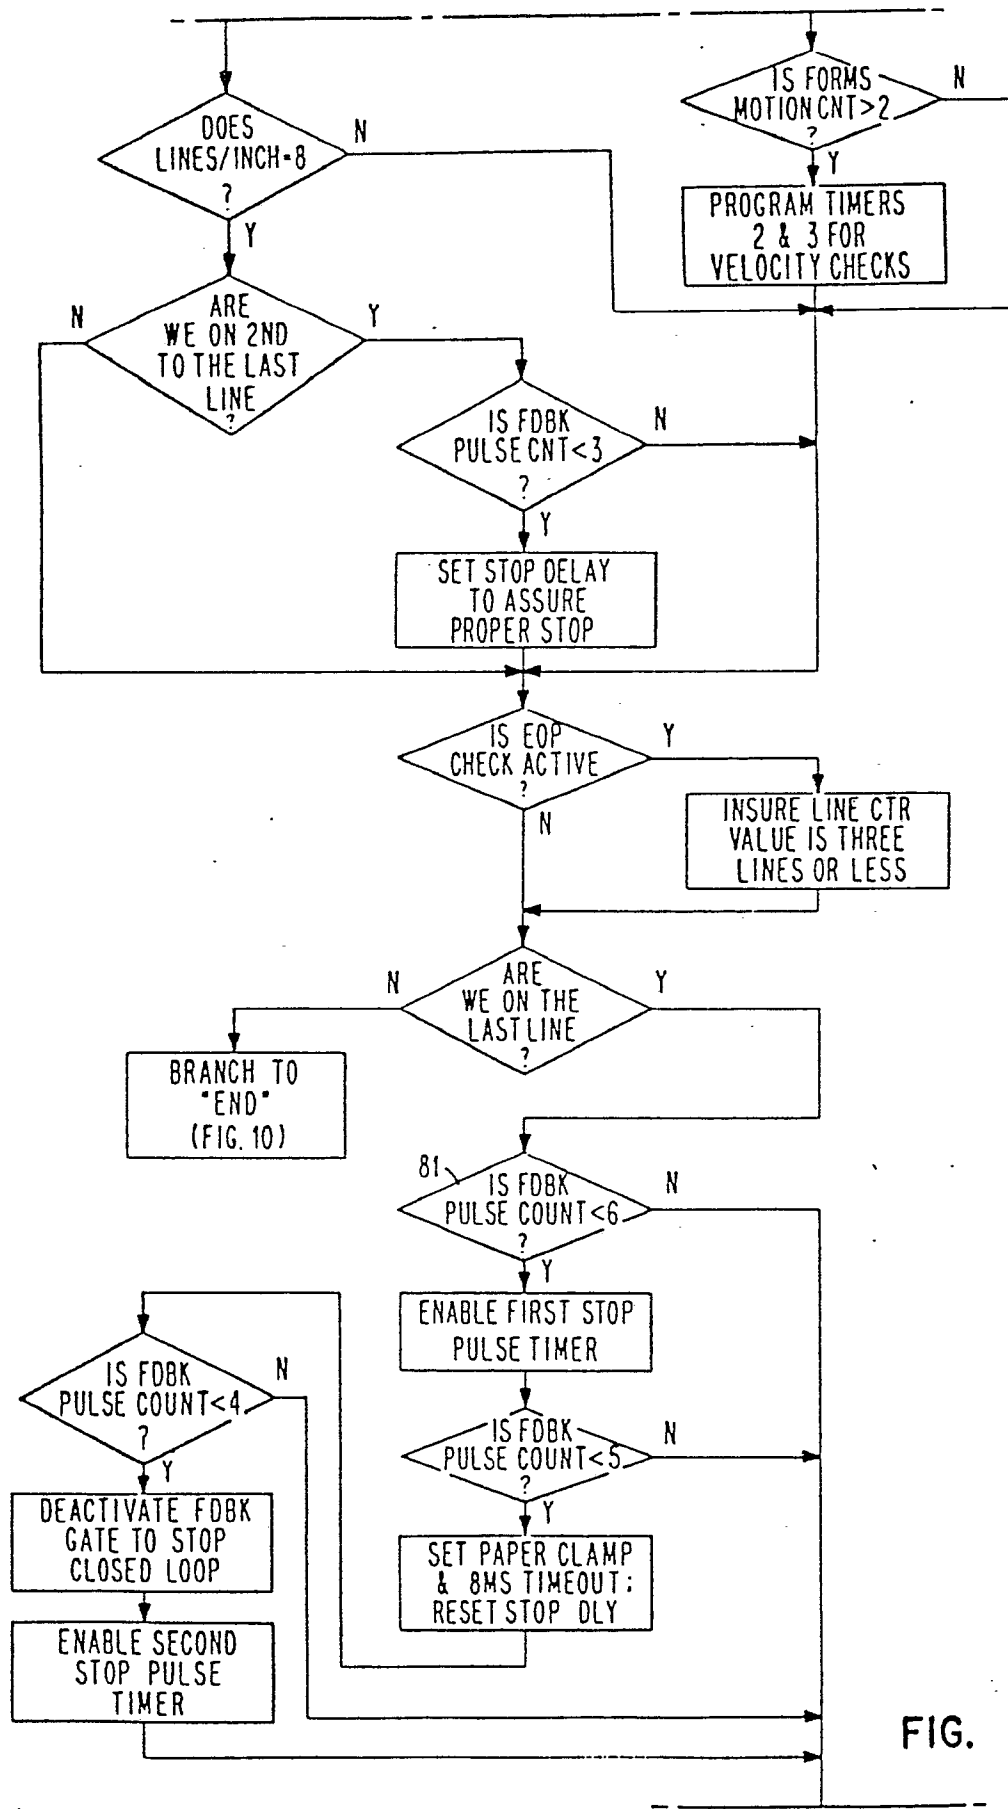 DOES
LINES/INCH=8
?
N
Y
IS FORMS
MOTION CNT>2
?
N
Y
PROGRAM TIMERS
2 & 3 FOR
VELOCITY CHECKS
ARE
WE ON 2ND
TO THE LAST
LINE
?
N
Y
IS FDBK
PULSE CNT<3
?
N
Y
SET STOP DELAY
TO ASSURE
PROPER STOP
IS EOP
CHECK ACTIVE
?
Y
N
INSURE LINE CTR
VALUE IS THREE
LINES OR LESS
ARE
WE ON THE
LAST LINE
?
N
Y
BRANCH TO
"END"
(FIG. 10)
81
IS FDBK
PULSE COUNT<6
?
N
Y
ENABLE FIRST STOP
PULSE TIMER
IS FDBK
PULSE COUNT<5
?
N
Y
SET PAPER CLAMP
& 8MS TIMEOUT:
RESET STOP DLY
IS FDBK
PULSE COUNT<4
?
N
Y
DEACTIVATE FDBK
GATE TO STOP
CLOSED LOOP
ENABLE SECOND
STOP PULSE
TIMER
FIG.